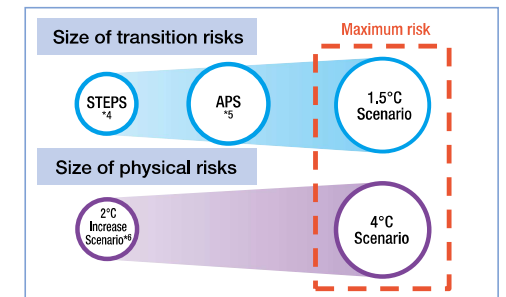 Size of transition risks
Maximum risk
STEPS
*4
APS
*5
1.5°C
Scenario
Size of physical risks
2°C
Increase
Scenario*6
4°C
Scenario